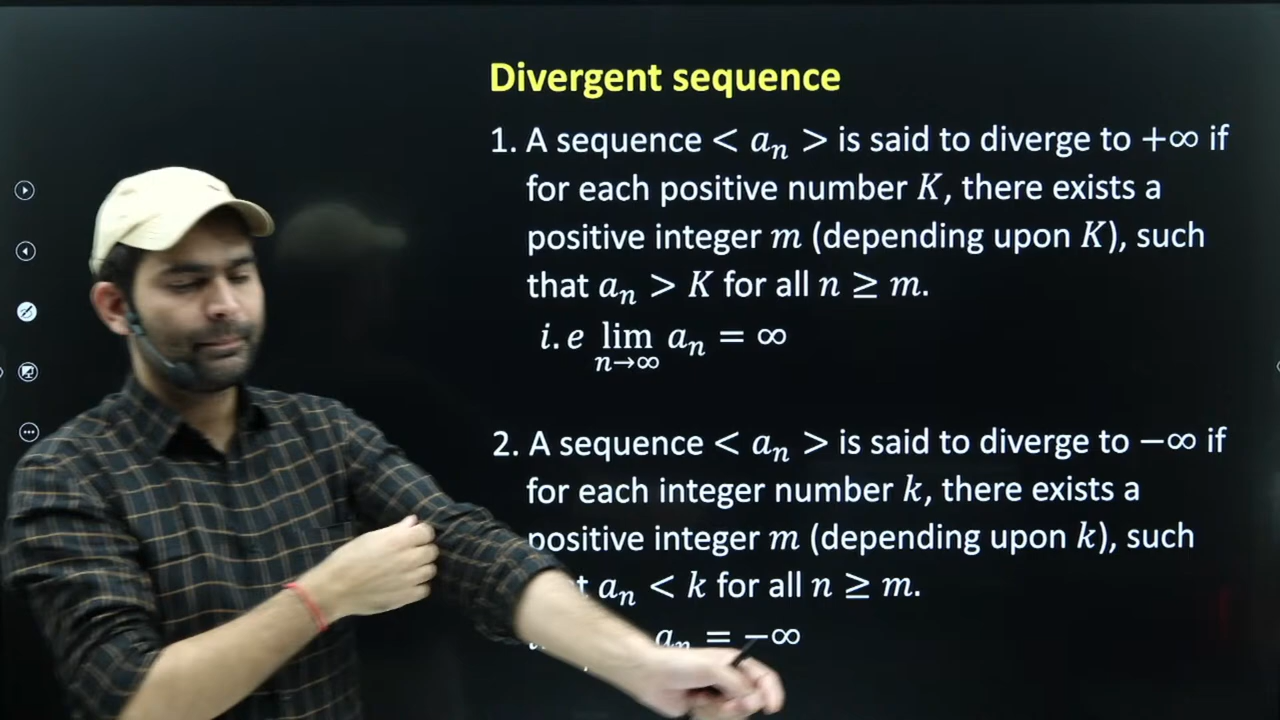 Divergent sequence
1. A sequence < aₙ > is said to diverge to +∞ if
for each positive number K, there exists a
positive integer m (depending upon K), such
that aₙ > K for all n ≥ m.
i.e lim n→∞ aₙ = ∞
2. A sequence < aₙ > is said to diverge to −∞ if
for each integer number k, there exists a
positive integer m (depending upon k), such
aₙ < k for all n ≥ m.
aₙ = −∞